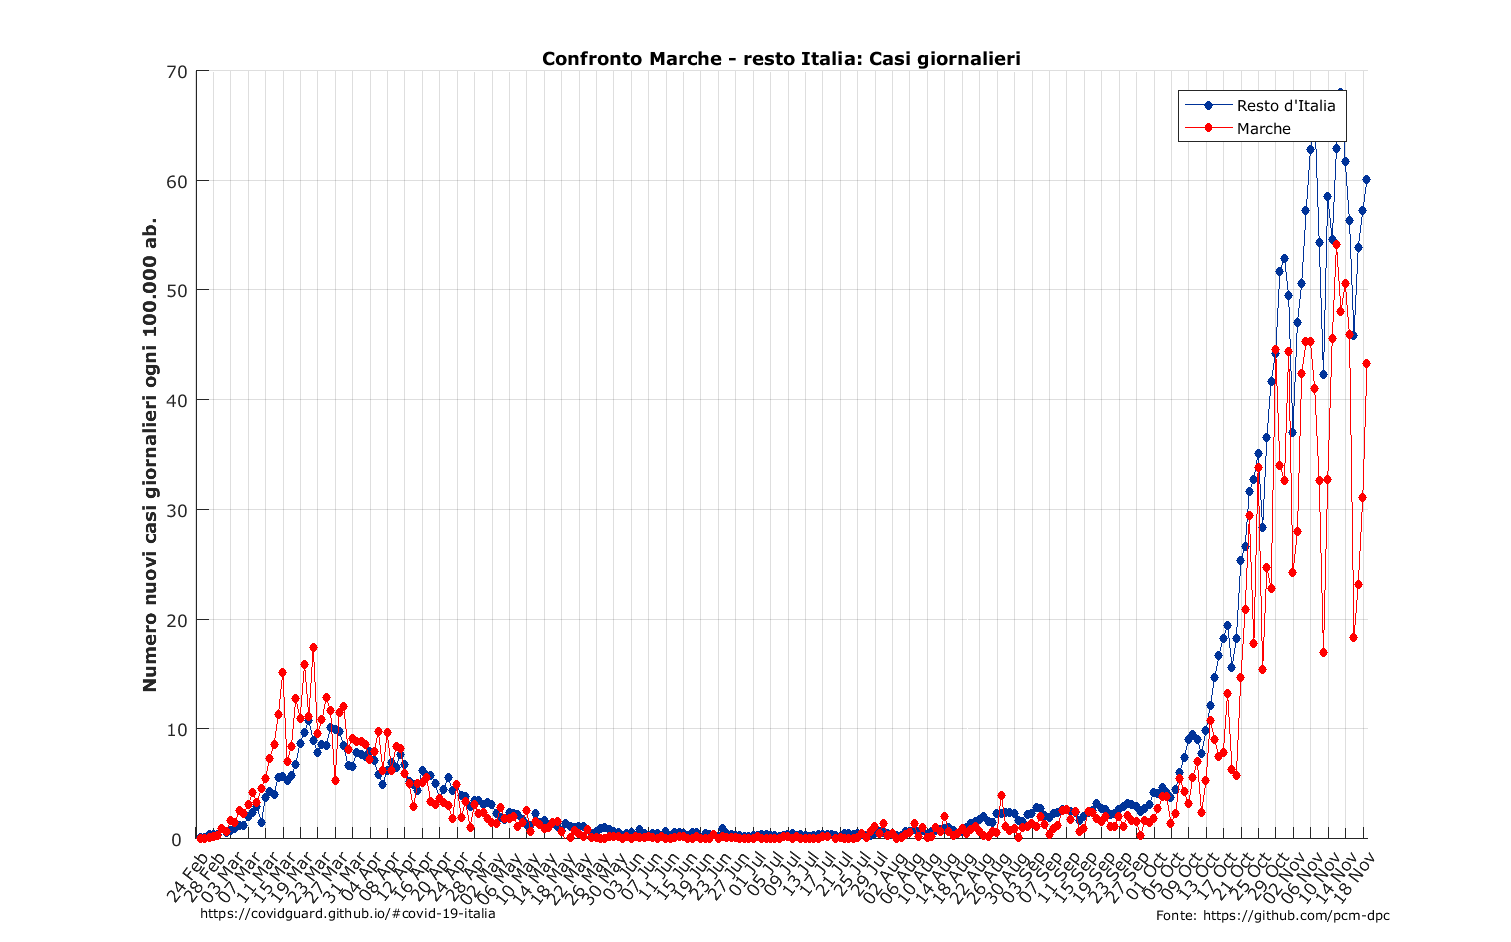 Confronto Marche - resto Italia: Casi giornalieri
Numero nuovi casi giornalieri ogni 100.000 ab.
70
60
50
40
30
20
10
0
Resto d'Italia
Marche
24 Feb
28 Feb
03 Mar
07 Mar
11 Mar
15 Mar
19 Mar
23 Mar
27 Mar
31 Mar
04 Apr
08 Apr
12 Apr
16 Apr
20 Apr
24 Apr
28 Apr
02 May
06 May
10 May
14 May
18 May
22 May
26 May
30 May
03 Jun
07 Jun
11 Jun
15 Jun
19 Jun
23 Jun
27 Jun
01 Jul
05 Jul
09 Jul
13 Jul
17 Jul
21 Jul
25 Jul
29 Jul
02 Aug
06 Aug
10 Aug
14 Aug
18 Aug
22 Aug
26 Aug
30 Aug
03 Sep
07 Sep
11 Sep
15 Sep
19 Sep
23 Sep
27 Sep
01 Oct
05 Oct
09 Oct
13 Oct
17 Oct
21 Oct
25 Oct
29 Oct
02 Nov
06 Nov
10 Nov
14 Nov
18 Nov
https://covidguard.github.io/#covid-19-italia
Fonte: https://github.com/pcm-dpc